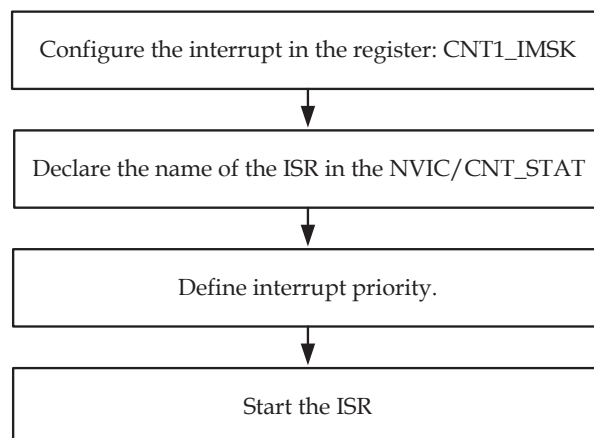 Configure the interrupt in the register: CNT1_IMSK
Declare the name of the ISR in the NVIC/CNT_STAT
Define interrupt priority.
Start the ISR